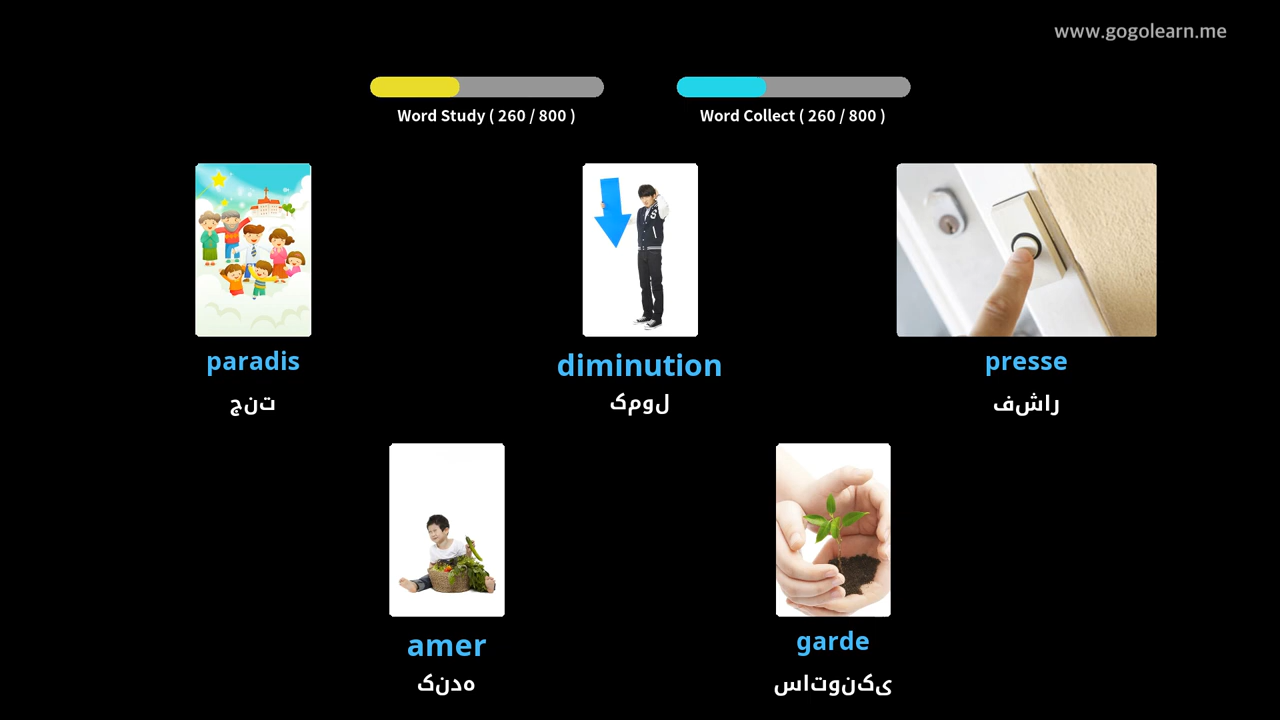 www.gogolearn.me
Word Study ( 260 / 800 )
Word Collect ( 260 / 800 )
paradis
تنج
diminution
لومک
presse
راشف
amer
هدنک
garde
یکنوتاس